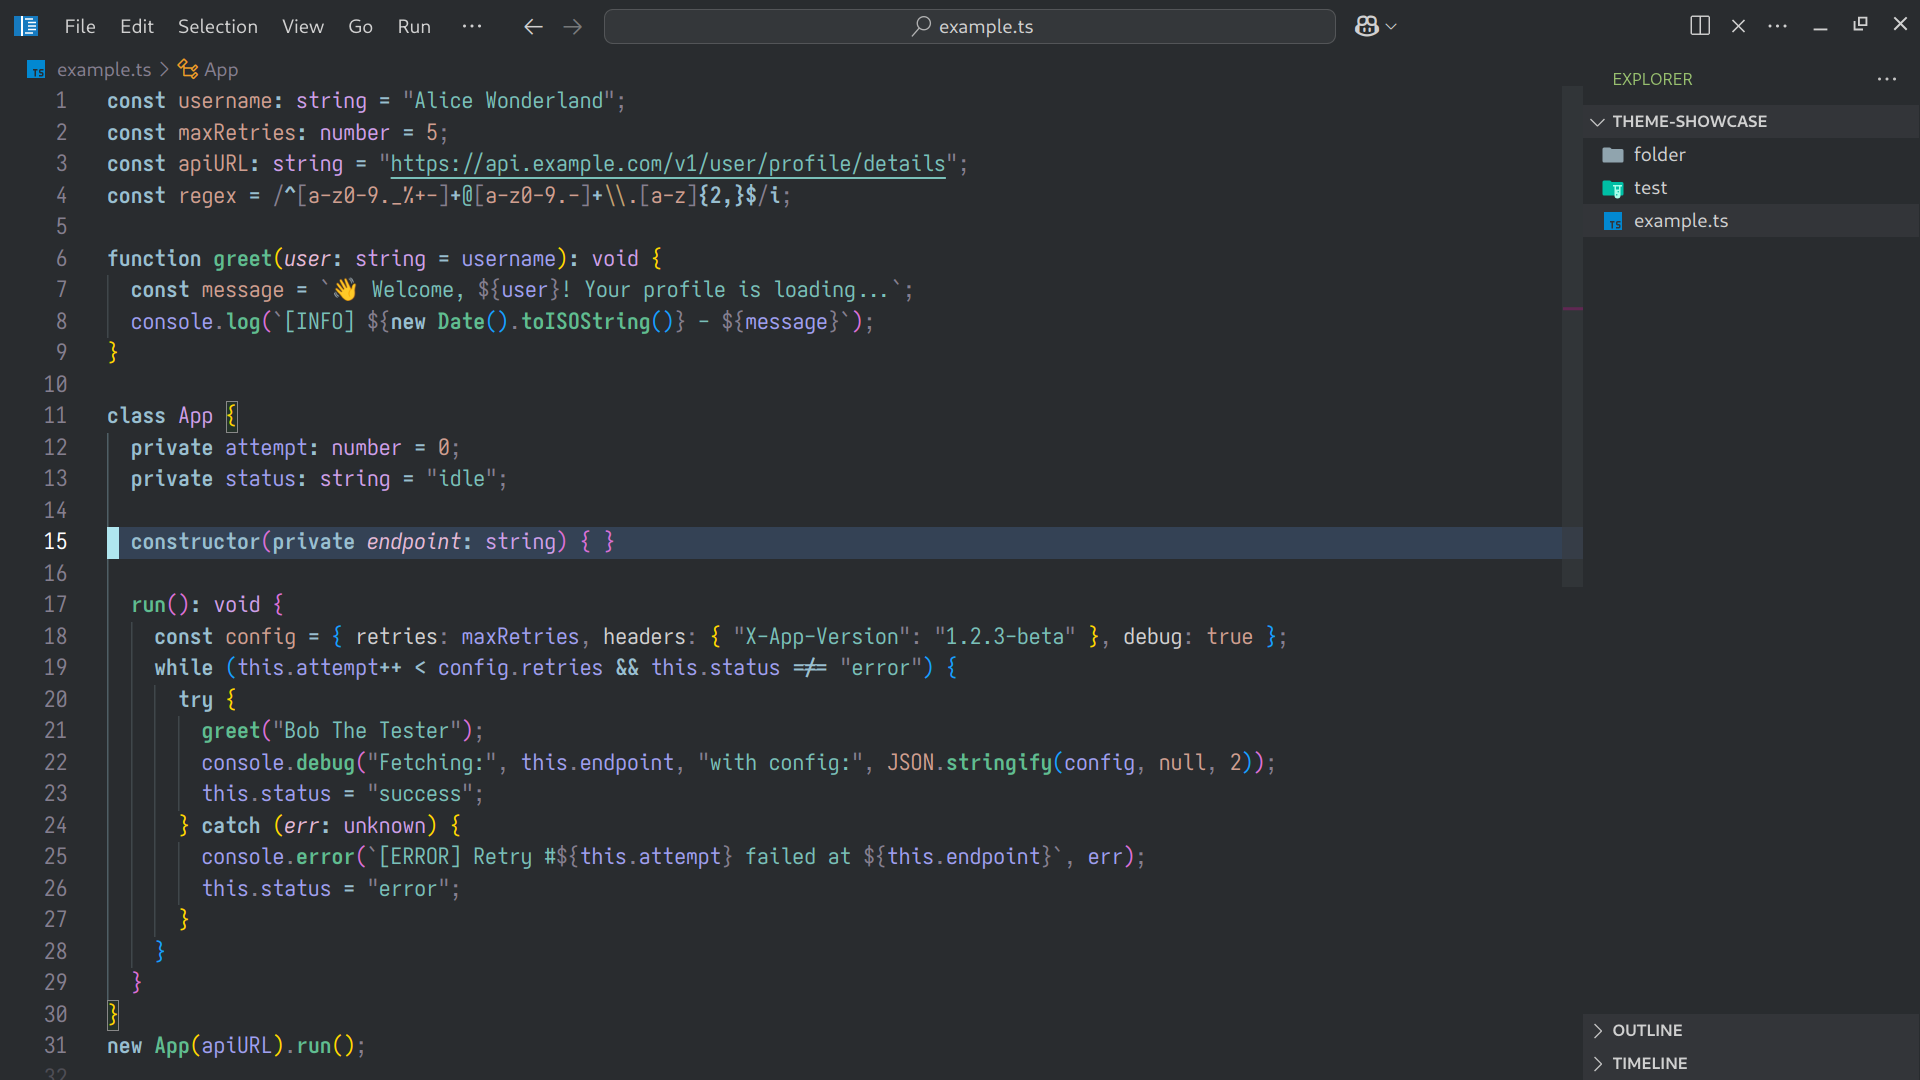 File Edit Selection View Go Run ··· example.ts
example.ts > App
1 const username: string = "Alice Wonderland";
2 const maxRetries: number = 5;
3 const apiURL: string = "https://api.example.com/v1/user/profile/details";
4 const regex = /^[a-z0-9._%+-]+@[a-z0-9.-]+\\.[a-z]{2,}$/i;
5
6 function greet(user: string = username): void {
7 const message = `👋 Welcome, ${user}! Your profile is loading...`;
8 console.log(`[INFO] ${new Date().toISOString()} - ${message}`);
9 }
10
11 class App {
12 private attempt: number = 0;
13 private status: string = "idle";
14
15 constructor(private endpoint: string) { }
16
17 run(): void {
18 const config = { retries: maxRetries, headers: { "X-App-Version": "1.2.3-beta" }, debug: true };
19 while (this.attempt++ < config.retries && this.status !== "error") {
20 try {
21 greet("Bob The Tester");
22 console.debug("Fetching:", this.endpoint, "with config:", JSON.stringify(config, null, 2));
23 this.status = "success";
24 } catch (err: unknown) {
25 console.error(`[ERROR] Retry #${this.attempt} failed at ${this.endpoint}`, err);
26 this.status = "error";
27 }
28 }
29 }
30 }
31 new App(apiURL).run();
32
EXPLORER ···
THEME-SHOWCASE
folder
test
example.ts
OUTLINE
TIMELINE